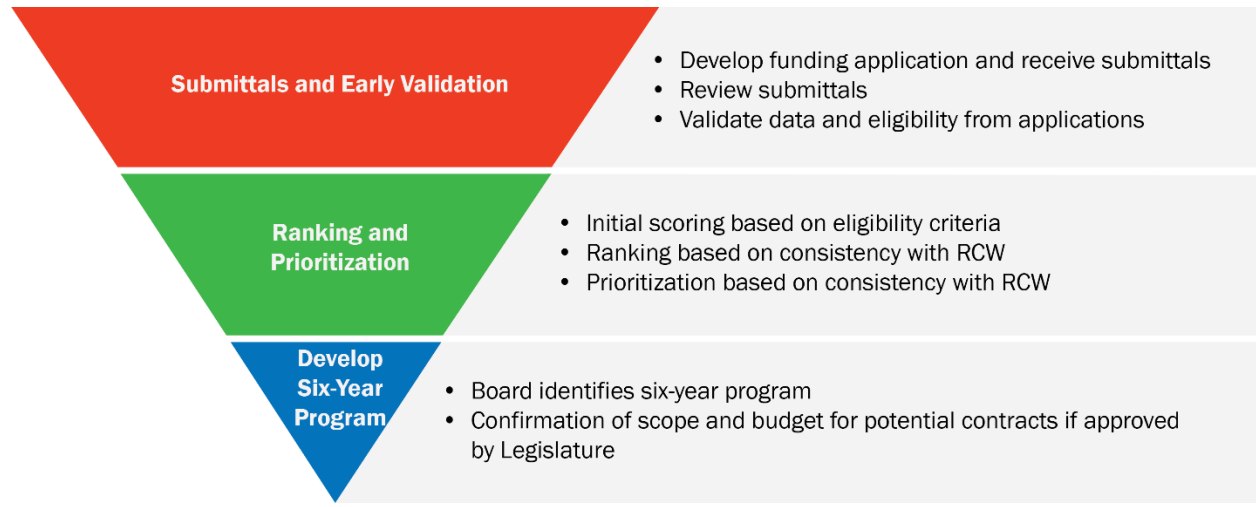 Submittals and Early Validation
• Develop funding application and receive submittals
• Review submittals
• Validate data and eligibility from applications
Ranking and
Prioritization
• Initial scoring based on eligibility criteria
• Ranking based on consistency with RCW
• Prioritization based on consistency with RCW
Develop
Six-Year
Program
• Board identifies six-year program
• Confirmation of scope and budget for potential contracts if approved
by Legislature